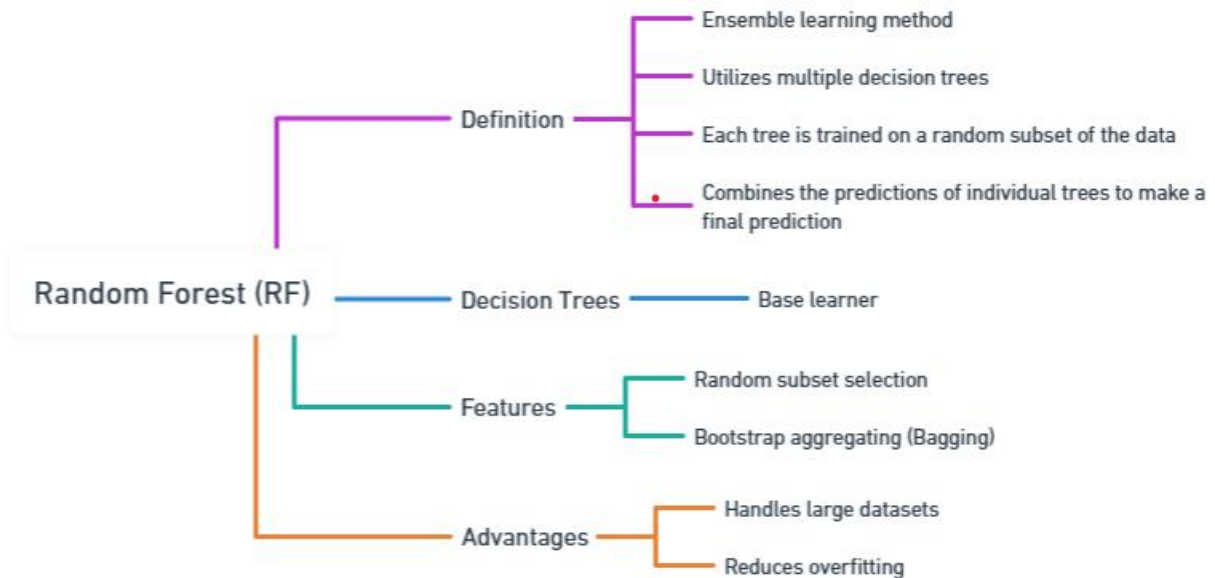 Ensemble learning method
Utilizes multiple decision trees
Definition
Each tree is trained on a random subset of the data
Combines the predictions of individual trees to make a
final prediction
Random Forest (RF)
Decision Trees
Base learner
Random subset selection
Features
Bootstrap aggregating (Bagging)
Handles large datasets
Advantages
Reduces overfitting